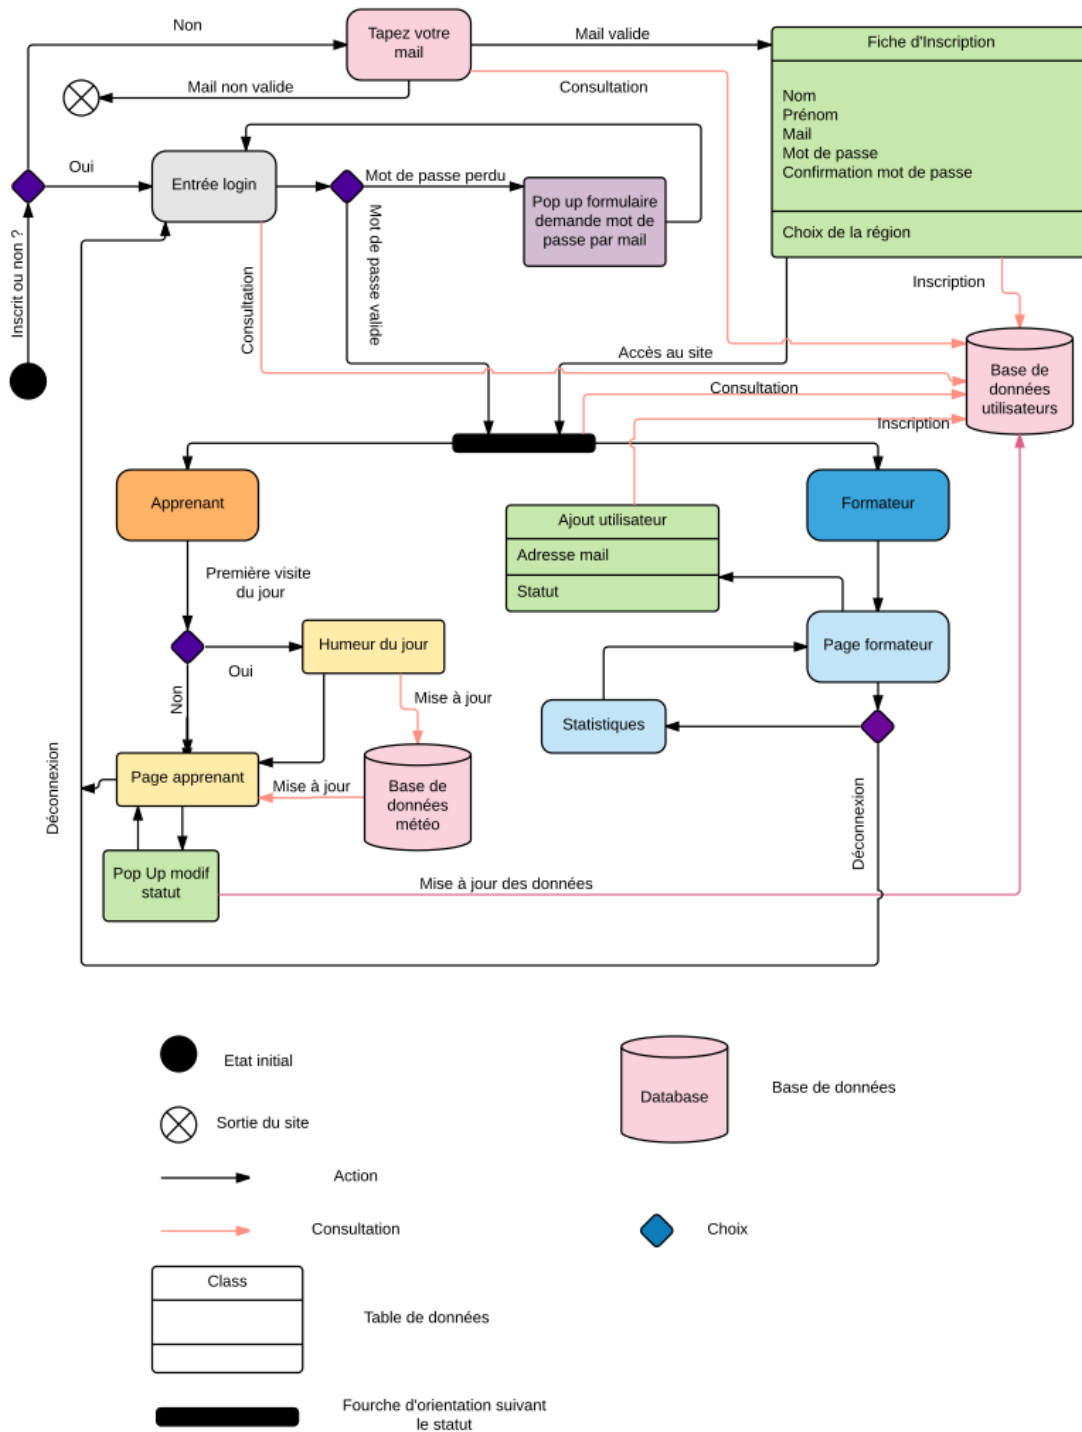 Non
Tapez votre
mail
Mail valide
Fiche d'Inscription
Mail non valide
Consultation
Nom
Prénom
Mail
Mot de passe
Confirmation mot de passe
Choix de la région
Oui
Entrée login
Mot de passe perdu
Pop up formulaire
demande mot de
passe par mail
Inscrit ou non ?
Consultation
Mot de passe valide
Inscription
Accès au site
Base de
données
utilisateurs
Consultation
Inscription
Apprenant
Formateur
Ajout utilisateur
Adresse mail
Statut
Première visite
du jour
Humeur du jour
Page formateur
Oui
Non
Mise à jour
Statistiques
Déconnexion
Page apprenant
Mise à jour
Base de
données
météo
Déconnexion
Pop Up modif
statut
Mise à jour des données
Etat initial
Database
Base de données
Sortie du site
Action
Consultation
Choix
Class
Table de données
Fourche d'orientation suivant
le statut